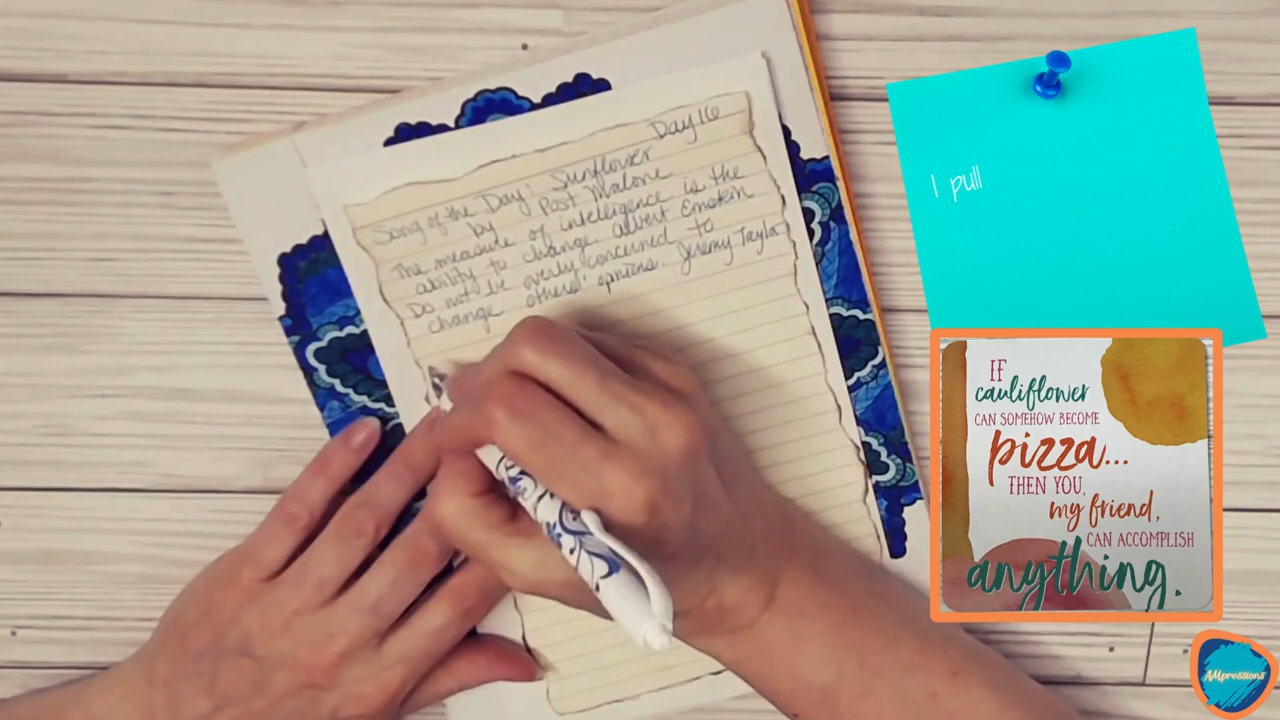 Day 16
Song of the Day: Sunflower
by Post Malone
The measure of intelligence is the
ability to change. Albert Einstein
Do not be overly concerned to
change others' opinions. Jeremy Taylor
I pull
IF
cauliflower
CAN SOMEHOW BECOME
pizza...
THEN YOU,
my friend,
CAN ACCOMPLISH
anything.
AMpressions